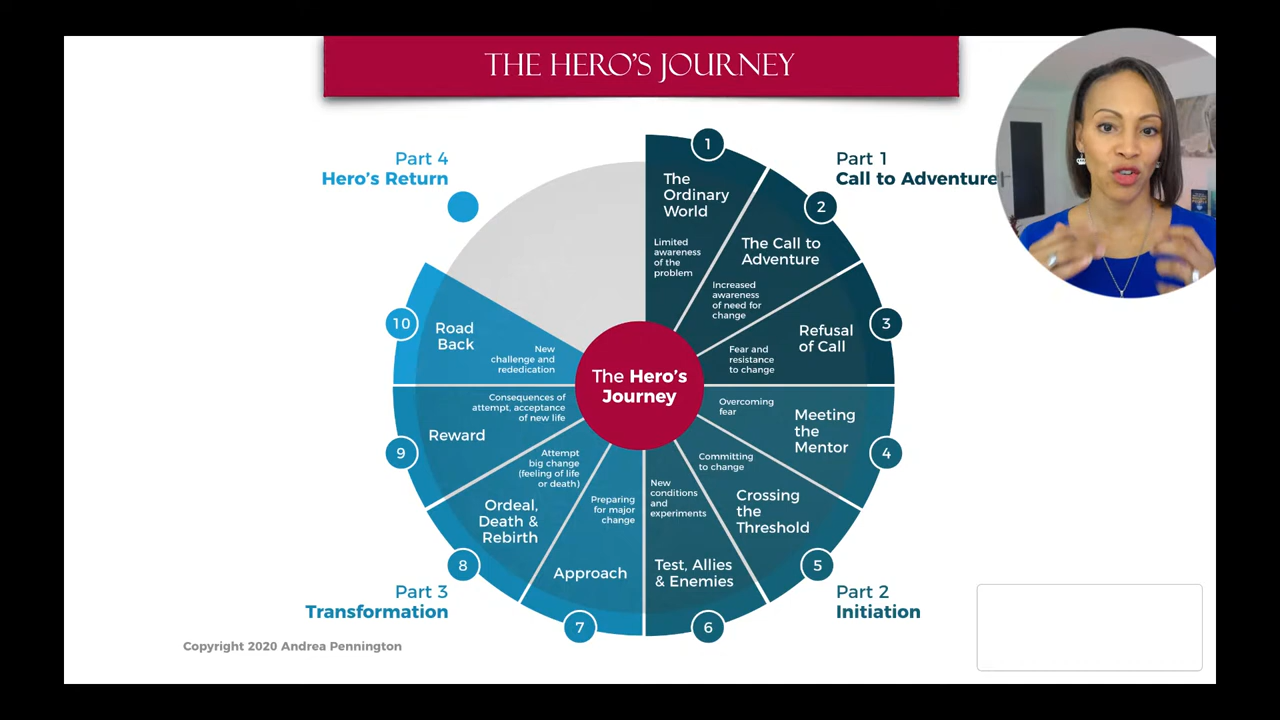 THE HERO'S JOURNEY
Part 4
Hero's Return
Part 1
Call to Adventure
1
The
Ordinary
World
Limited
awareness
of the
problem
2
The Call to
Adventure
Increased
awareness
of need for
change
3
Refusal
of Call
Fear and
resistance
to change
4
Meeting
the
Mentor
Overcoming
fear
5
Crossing
the
Threshold
Committing
to change
6
Test, Allies
& Enemies
New
conditions
and
experiments
7
Approach
Preparing
for major
change
8
Ordeal,
Death &
Rebirth
Attempt
big change
(feeling of life
or death)
9
Reward
Consequences of
attempt, acceptance
of new life
10
Road
Back
New
challenge and
rededication
The Hero's
Journey
Part 3
Transformation
Part 2
Initiation
Copyright 2020 Andrea Pennington